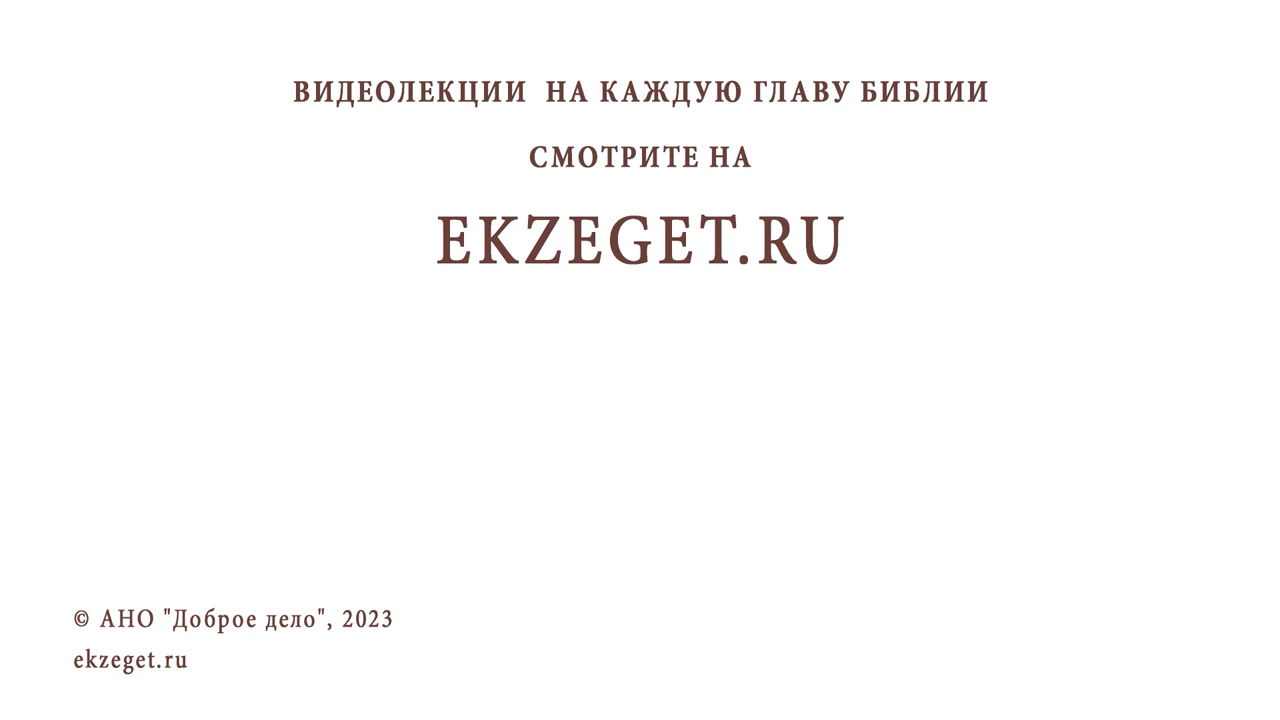 ВИДЕОЛЕКЦИИ НА КАЖДУЮ ГЛАВУ БИБЛИИ
СМОТРИТЕ НА
EKZEGET.RU
© АНО "Доброе дело", 2023
ekzeget.ru